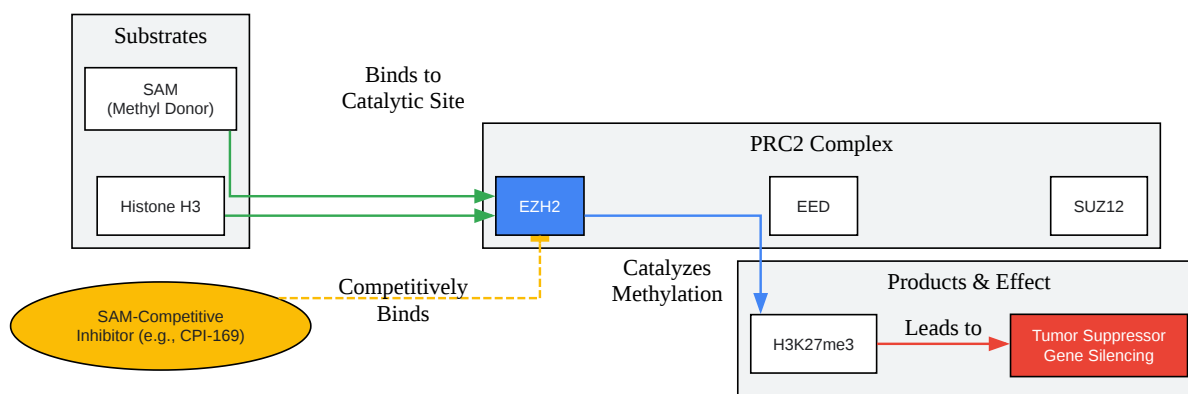 Substrates
SAM
(Methyl Donor)
Histone H3
Binds to
Catalytic Site
PRC2 Complex
EZH2
EED
SUZ12
SAM-Competitive
Inhibitor (e.g., CPI-169)
Competitively
Binds
Catalyzes
Methylation
Products & Effect
H3K27me3
Leads to
Tumor Suppressor
Gene Silencing